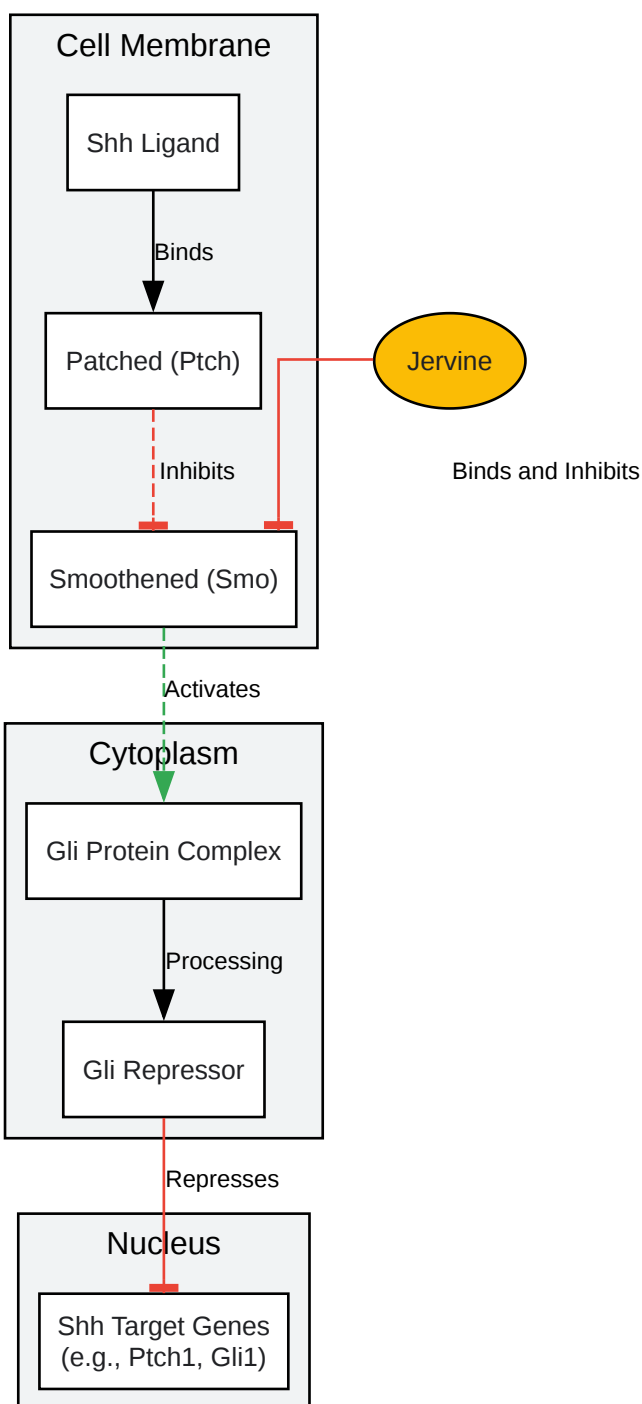 Cell Membrane
Shh Ligand
Binds
Patched (Ptch)
Jervine
Inhibits
Binds and Inhibits
Smoothened (Smo)
Activates
Cytoplasm
Gli Protein Complex
Processing
Gli Repressor
Represses
Nucleus
Shh Target Genes
(e.g., Ptch1, Gli1)